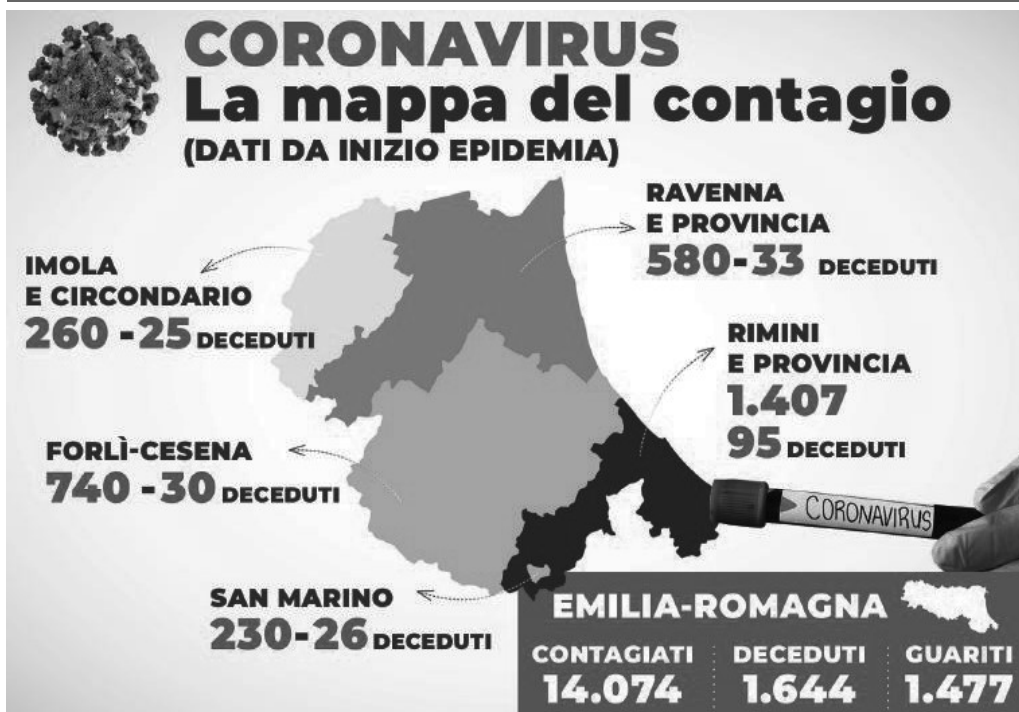 CORONAVIRUS
La mappa del contagio
(DATI DA INIZIO EPIDEMIA)
RAVENNA
E PROVINCIA
580-33 DECEDUTI
IMOLA
E CIRCONDARIO
260 - 25 DECEDUTI
RIMINI
E PROVINCIA
1.407
95 DECEDUTI
FORLÌ-CESENA
740 - 30 DECEDUTI
CORONAVIRUS
SAN MARINO
230-26 DECEDUTI
EMILIA-ROMAGNA
CONTAGIATI DECEDUTI GUARITI
14.074 1.644 1.477